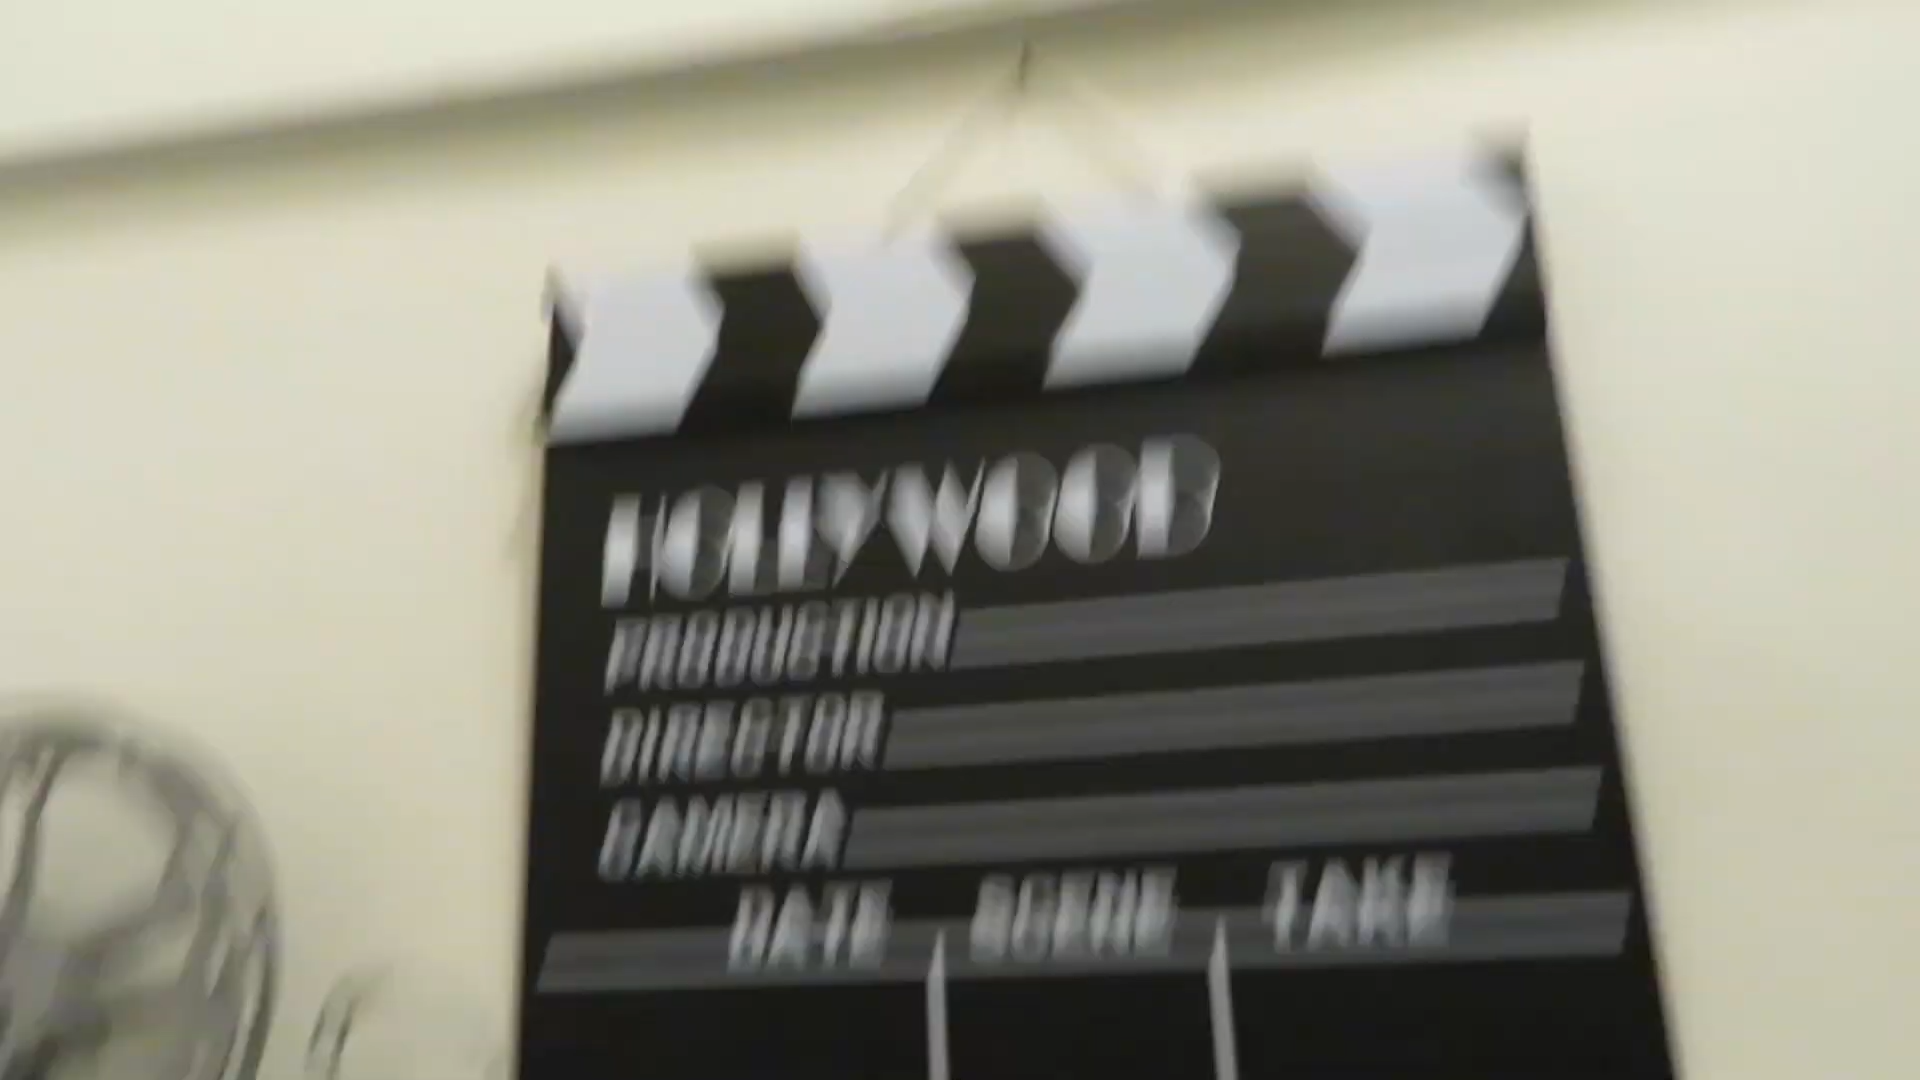 HOLLYWOOD
PRODUCTION
DIRECTOR
CAMERA
DATE SCENE TAKE